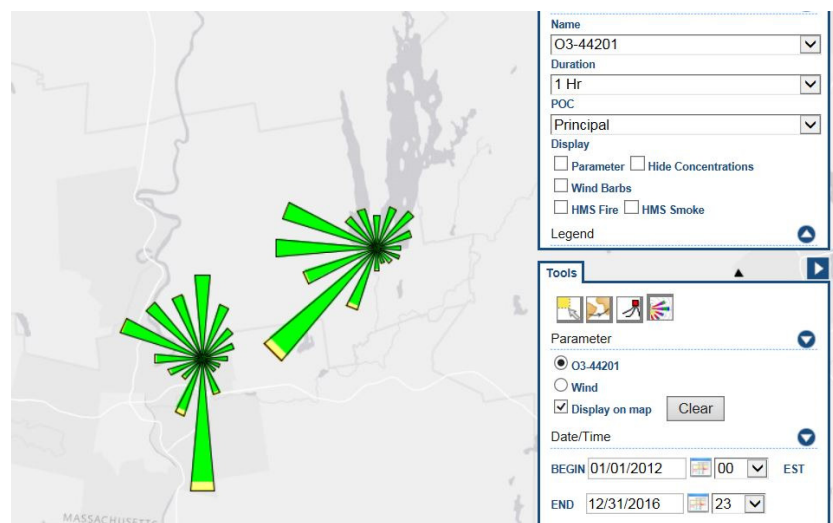 Name
O3-44201
Duration
1 Hr
POC
Principal
Display
Parameter Hide Concentrations
Wind Barbs
HMS Fire HMS Smoke
Legend
Tools
Parameter
O3-44201
Wind
Display on map Clear
Date/Time
BEGIN 01/01/2012 00 EST
END 12/31/2016 23
MASSACHUSETTS